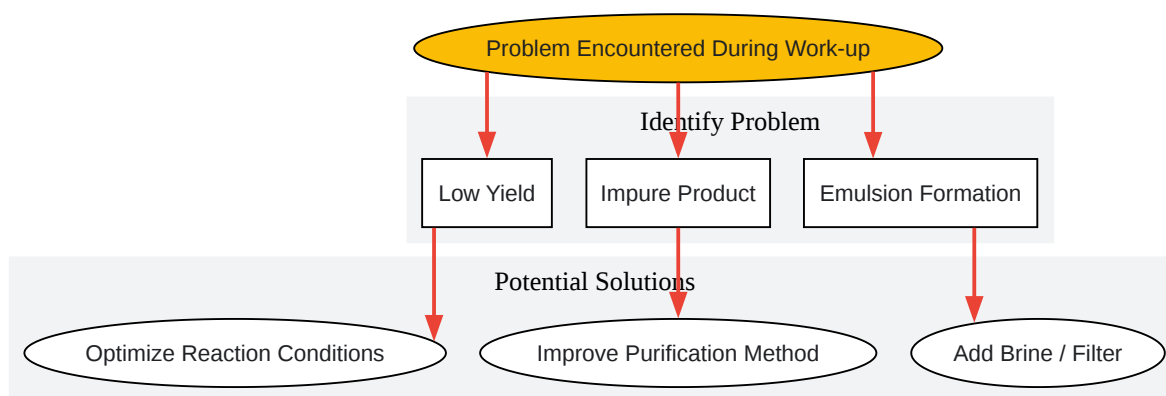 Problem Encountered During Work-up
Identify Problem
Low Yield
Impure Product
Emulsion Formation
Potential Solutions
Optimize Reaction Conditions
Improve Purification Method
Add Brine / Filter